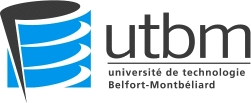 utbm
université de technologie
Belfort-Montbéliard